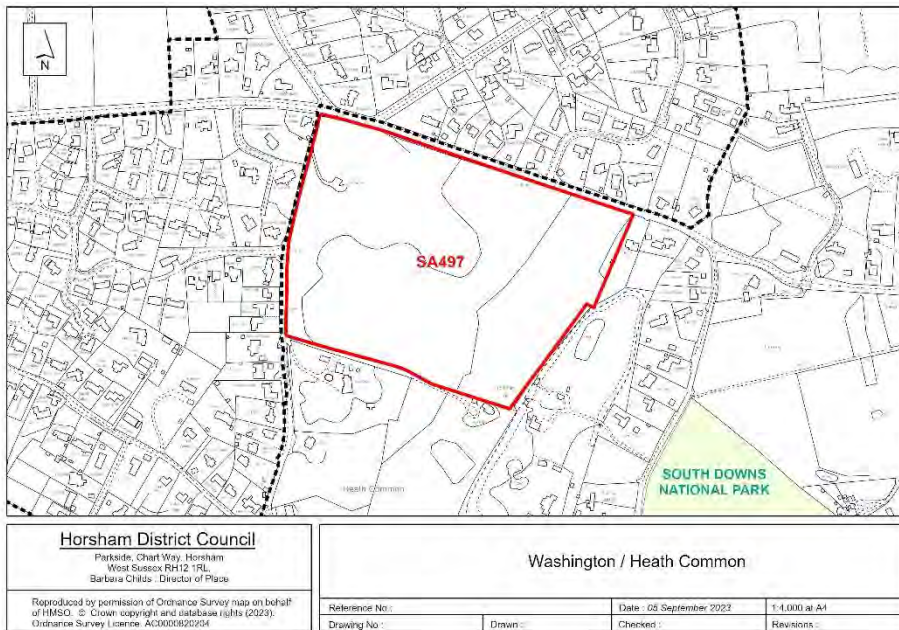 N
SA497
Heath Common
SOUTH DOWNS
NATIONAL PARK
Horsham District Council
Parkside, Chart Way, Horsham
West Sussex RH12 1RL.
Barbara Childs : Director of Place
Reproduced by permission of Ordnance Survey map on behalf
of HMSO. © Crown copyright and database rights (2023).
Ordnance Survey Licence. AC0000820204
Washington / Heath Common
Reference No :
Date : 05 September 2023
1:4,000 at A4
Drawing No :
Drawn :
Checked :
Revisions :